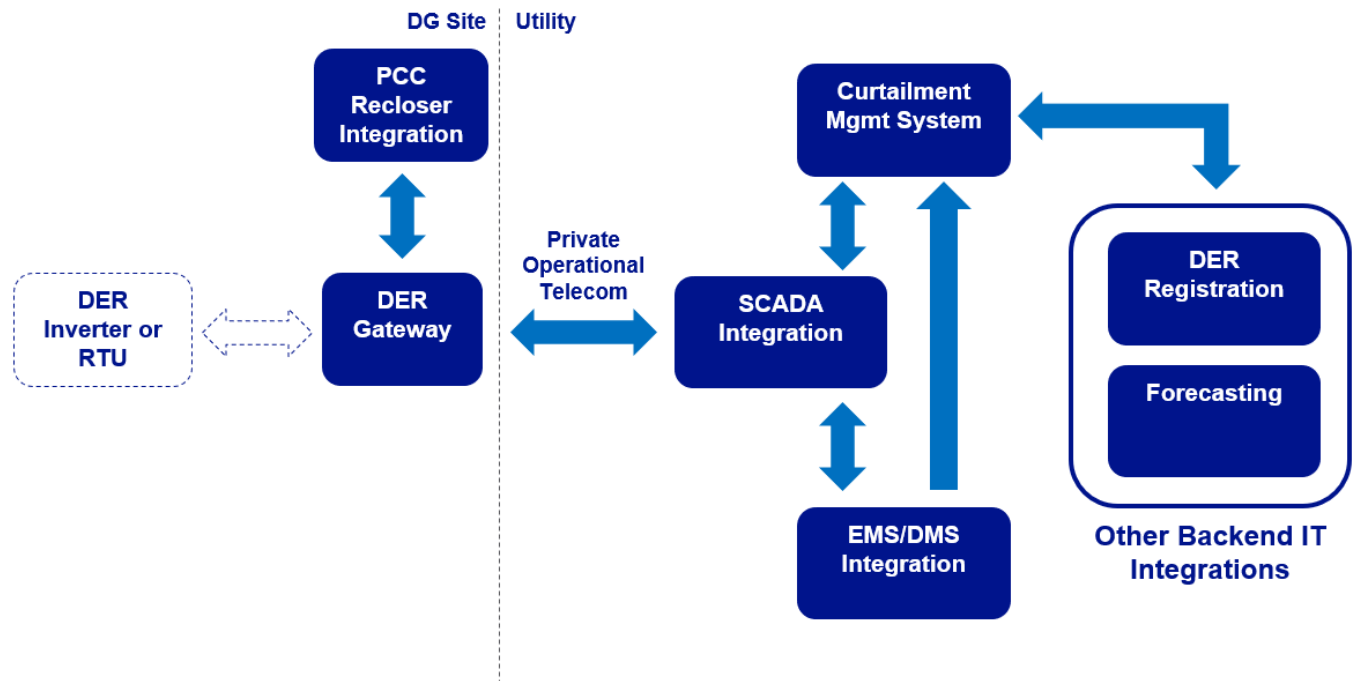 DG Site
Utility
PCC
Recloser
Integration
Curtailment
Mgmt System
Private
Operational
Telecom
DER
Inverter or
RTU
DER
Gateway
SCADA
Integration
DER
Registration
Forecasting
EMS/DMS
Integration
Other Backend IT
Integrations